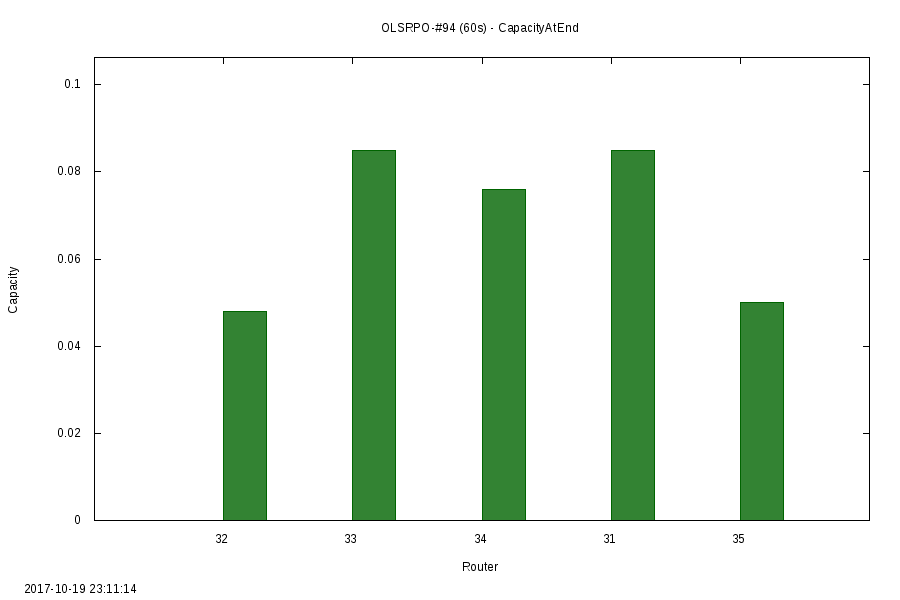 OLSRPO-#94 (60s) - CapacityAtEnd
0.1
0.08
0.06
0.04
0.02
0
Capacity
32 33 34 31 35
Router
2017-10-19 23:11:14